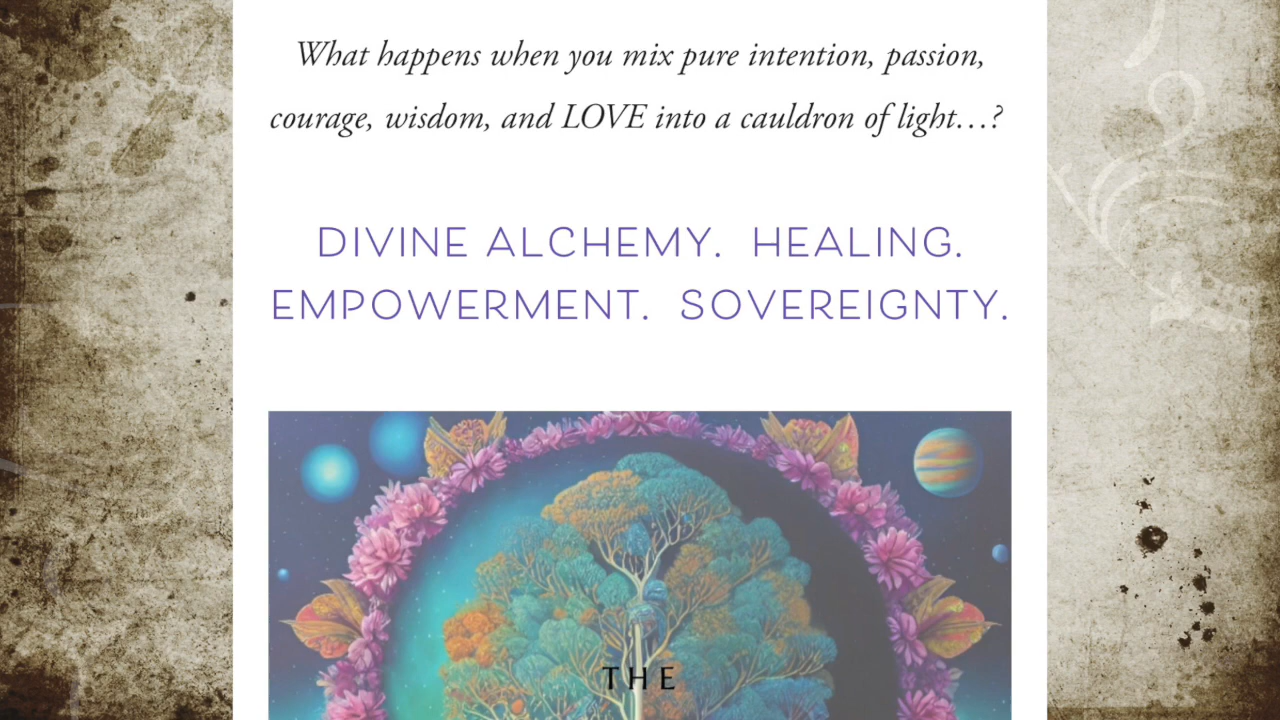 What happens when you mix pure intention, passion,
courage, wisdom, and LOVE into a cauldron of light…?
DIVINE ALCHEMY. HEALING.
EMPOWERMENT. SOVEREIGNTY.
THE